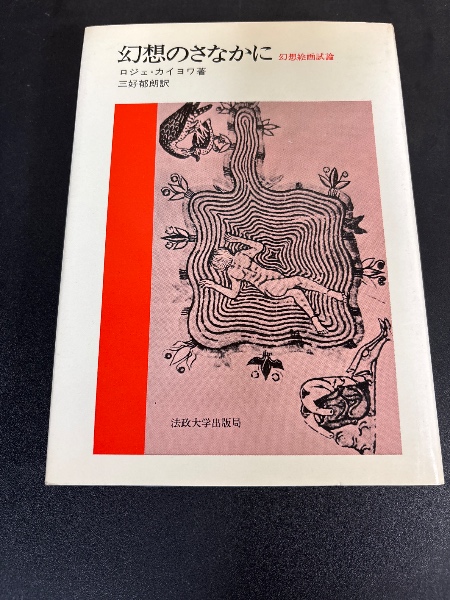 幻想のさなかに 幻想絵画試論
ロジェ・カイヨワ著
三好郁朗訳
法政大学出版局